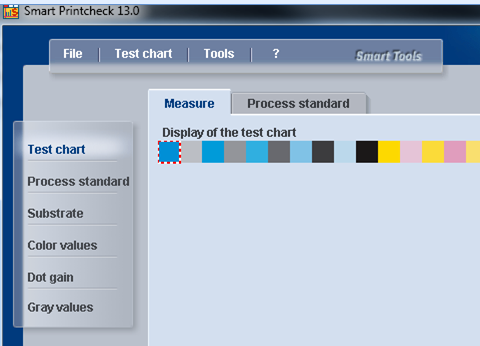 Smart Printcheck 13.0
File | Test chart | Tools | ?
Smart Tools
Measure
Process standard
Display of the test chart
Test chart
Process standard
Substrate
Color values
Dot gain
Gray values